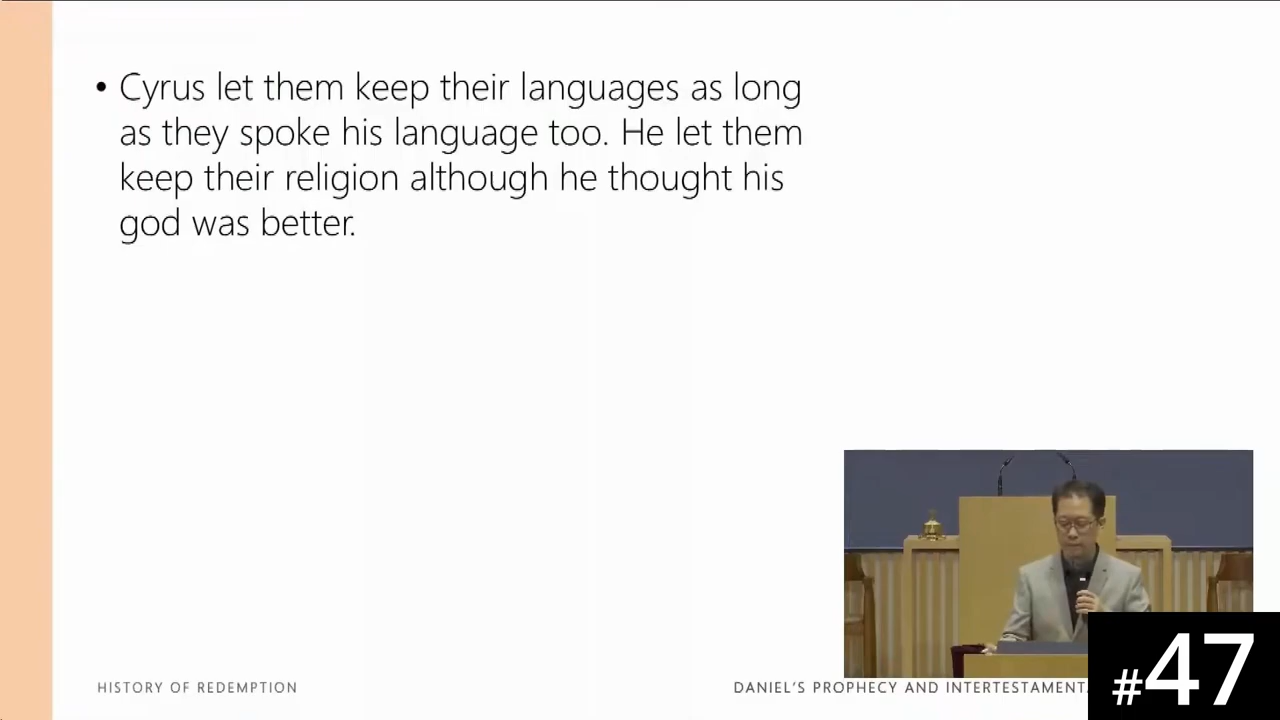 • Cyrus let them keep their languages as long
as they spoke his language too. He let them
keep their religion although he thought his
god was better.
HISTORY OF REDEMPTION
DANIEL'S PROPHECY AND INTERTESTAMENT
#47